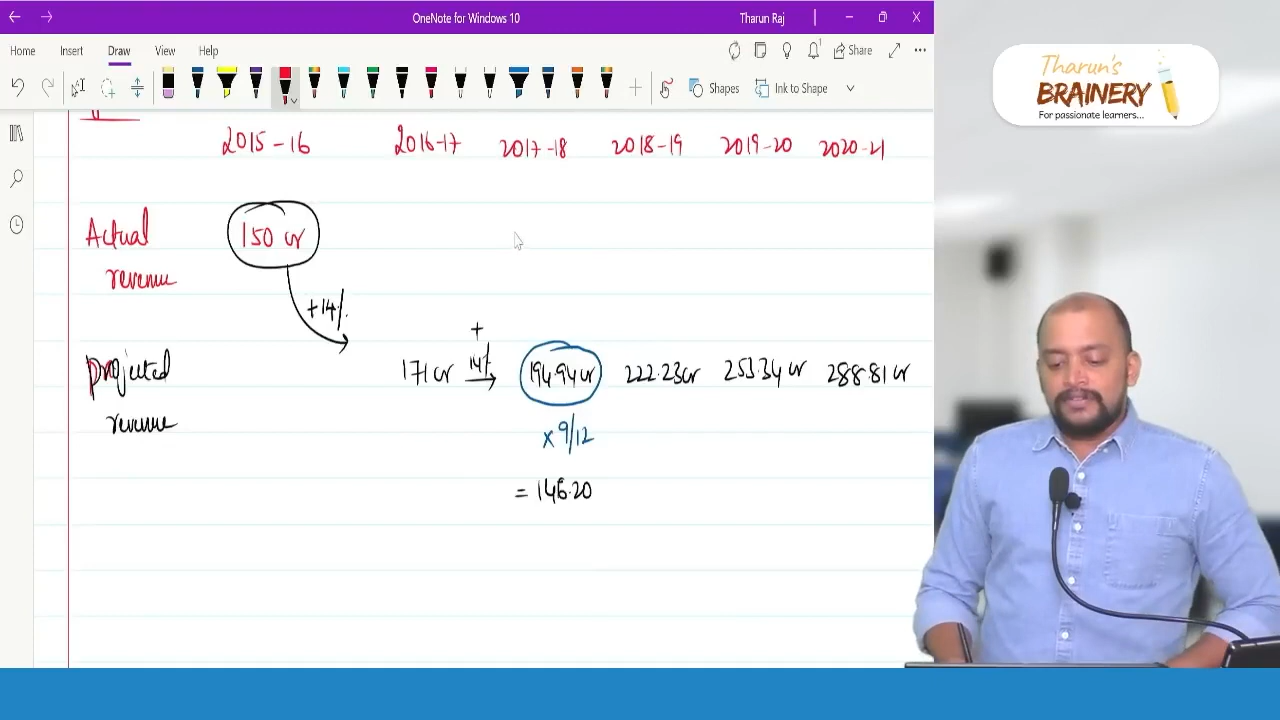 OneNote for Windows 10
Tharun Raj
Home Insert Draw View Help
Share
Shapes Ink to Shape
Tharun's
BRAINERY
For passionate learners...
2015-16 2016-17 2017-18 2018-19 2019-20 2020-21
Actual 150 cr
revenue
+14%
+
14%
Projected 171 cr 194.94 cr 222.23 cr 253.34 cr 288.81 cr
revenue
x 9/12
= 146.20